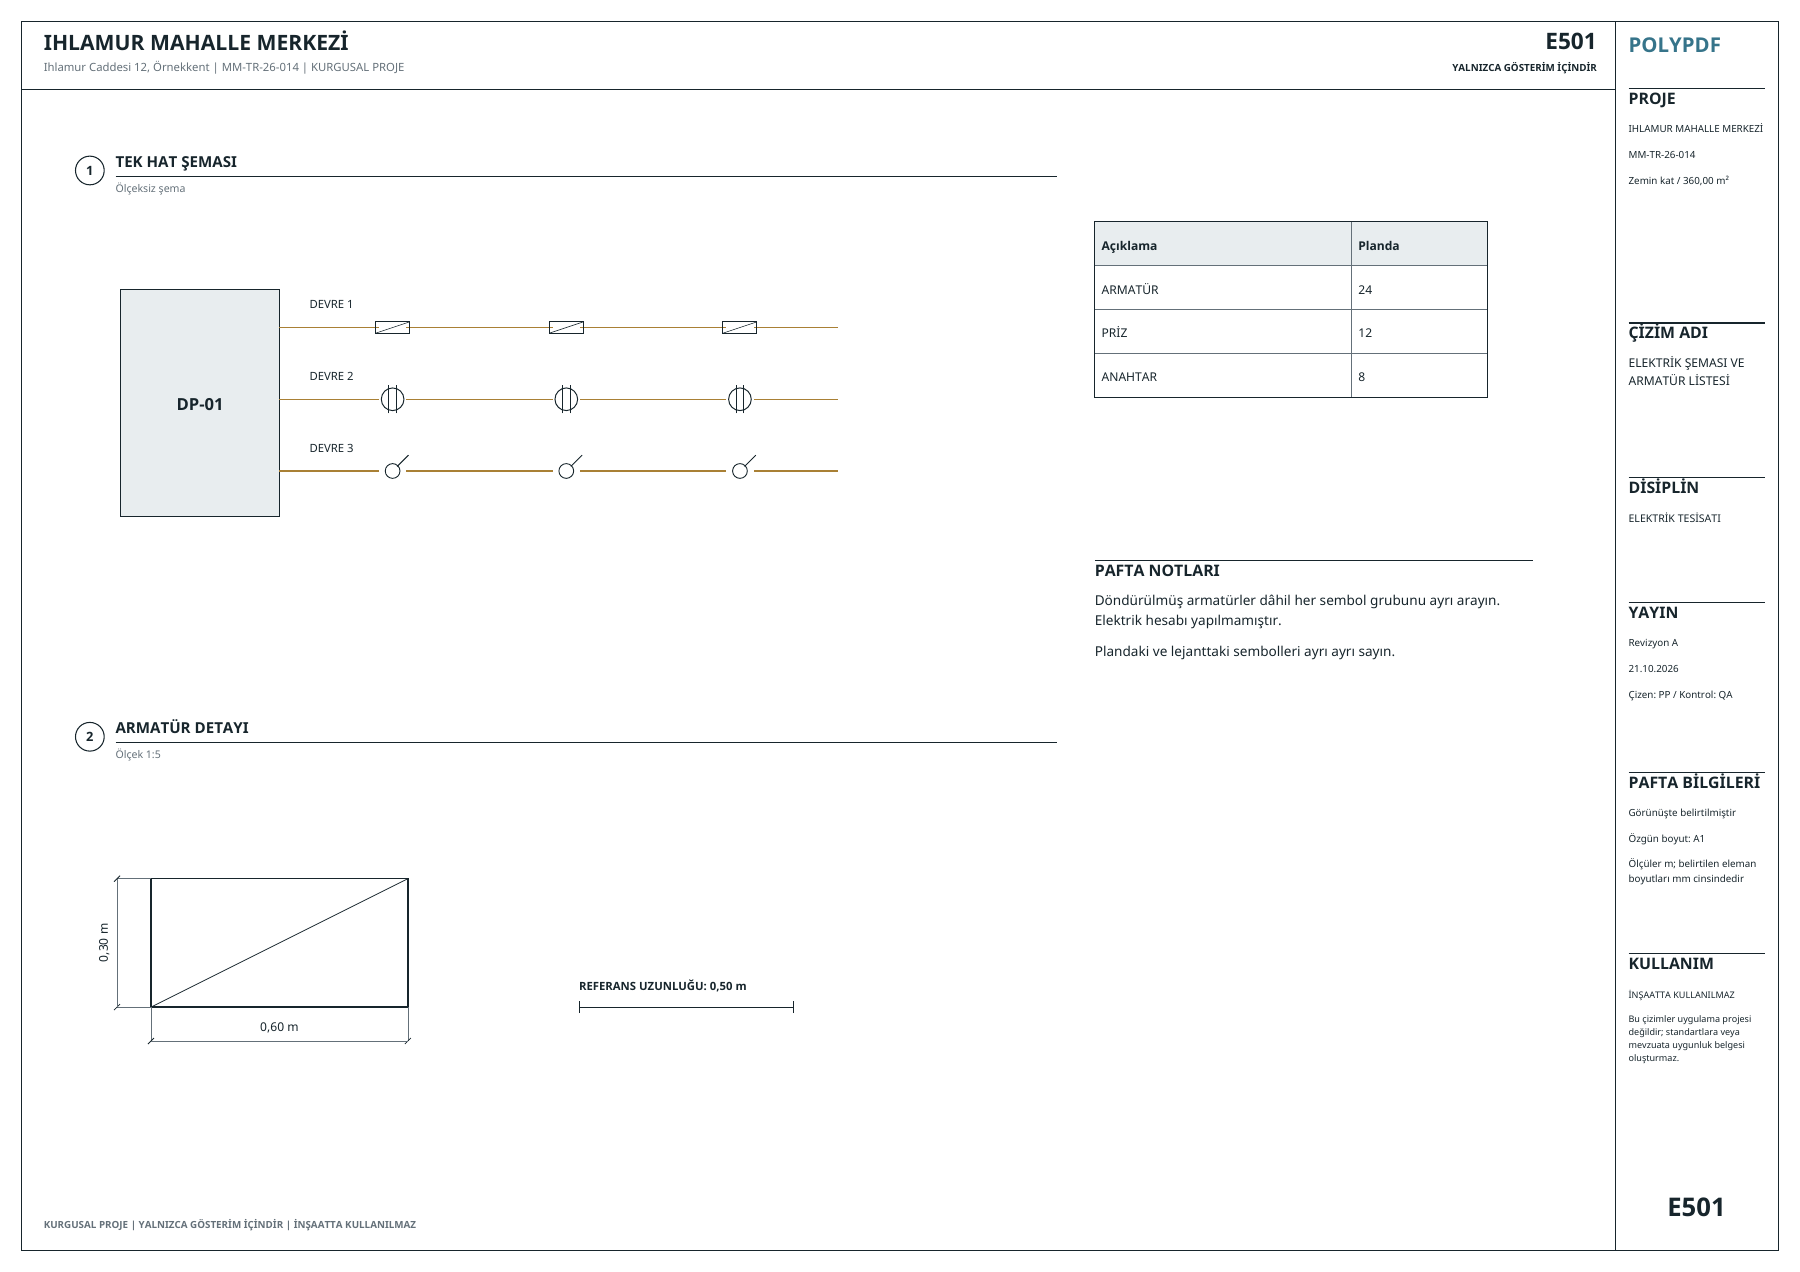 IHLAMUR MAHALLE MERKEZİ
Ihlamur Caddesi 12, Örnekkent | MM-TR-26-014 | KURGUSAL PROJE
E501
YALNIZCA GÖSTERİM İÇİNDİR
1
TEK HAT ŞEMASI
Ölçeksiz şema
DP-01
DEVRE 1
DEVRE 2
DEVRE 3
Açıklama Planda
ARMATÜR 24
PRİZ 12
ANAHTAR 8
PAFTA NOTLARI
Döndürülmüş armatürler dâhil her sembol grubunu ayrı arayın.
Elektrik hesabı yapılmamıştır.
Plandaki ve lejanttaki sembolleri ayrı ayrı sayın.
2
ARMATÜR DETAYI
Ölçek 1:5
0,30 m
0,60 m
REFERANS UZUNLUĞU: 0,50 m
KURGUSAL PROJE | YALNIZCA GÖSTERİM İÇİNDİR | İNŞAATTA KULLANILMAZ
POLYPDF
PROJE
IHLAMUR MAHALLE MERKEZİ
MM-TR-26-014
Zemin kat / 360,00 m²
ÇİZİM ADI
ELEKTRİK ŞEMASI VE
ARMATÜR LİSTESİ
DİSİPLİN
ELEKTRİK TESİSATI
YAYIN
Revizyon A
21.10.2026
Çizen: PP / Kontrol: QA
PAFTA BİLGİLERİ
Görünüşte belirtilmiştir
Özgün boyut: A1
Ölçüler m; belirtilen eleman
boyutları mm cinsindedir
KULLANIM
İNŞAATTA KULLANILMAZ
Bu çizimler uygulama projesi
değildir; standartlara veya
mevzuata uygunluk belgesi
oluşturmaz.
E501